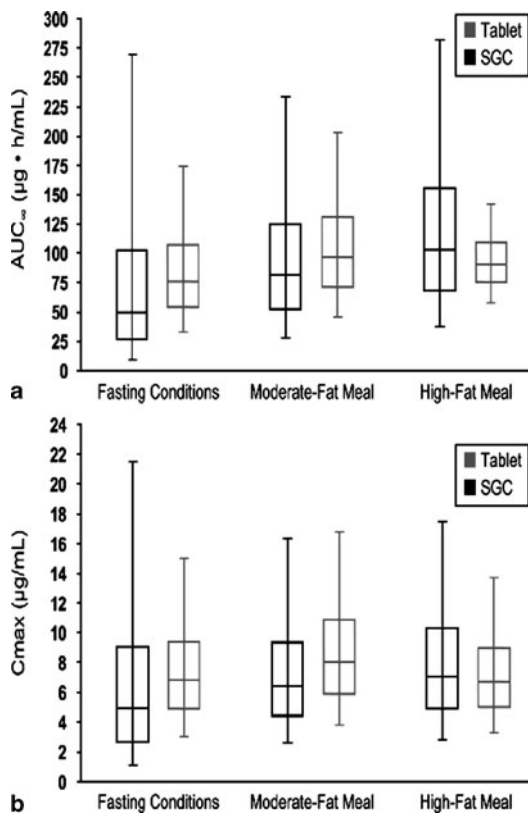 300
275
250
225
200
175
150
125
100
75
50
25
0
AUC∞ (µg • h/mL)
Tablet
SGC
Fasting Conditions Moderate-Fat Meal High-Fat Meal
a
24
22
20
18
16
14
12
10
8
6
4
2
0
Cmax (µg/mL)
Tablet
SGC
Fasting Conditions Moderate-Fat Meal High-Fat Meal
b